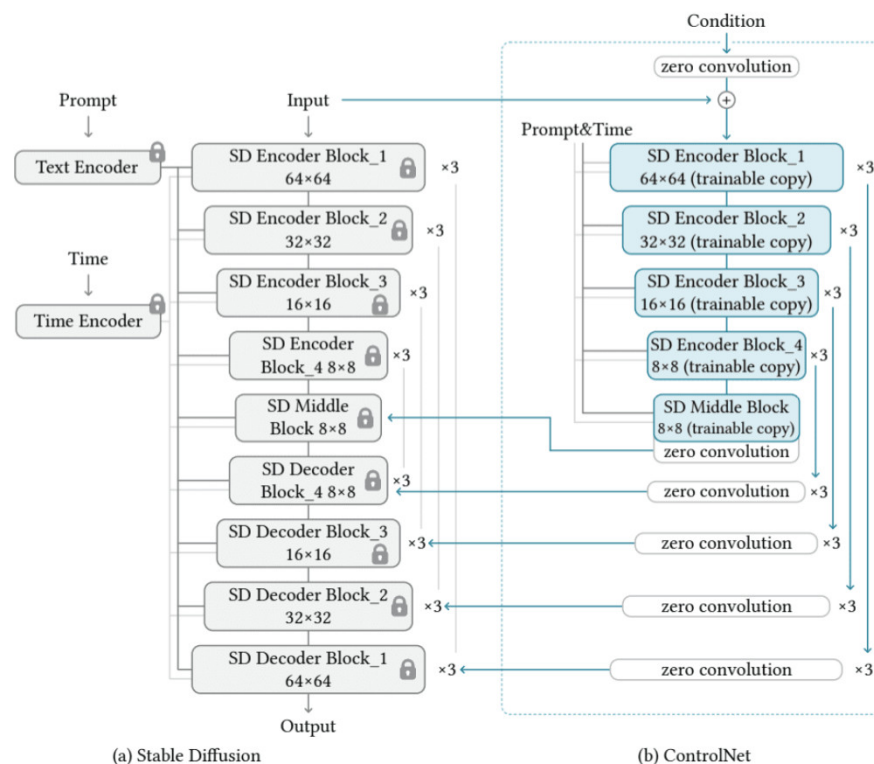 Condition
zero convolution
Prompt
Input
Prompt&Time
Text Encoder
SD Encoder Block_1
64×64
×3
SD Encoder Block_1
64×64 (trainable copy)
×3
SD Encoder Block_2
32×32
×3
SD Encoder Block_2
32×32 (trainable copy)
×3
Time
SD Encoder Block_3
16×16
×3
SD Encoder Block_3
16×16 (trainable copy)
×3
Time Encoder
SD Encoder
Block_4 8×8
×3
SD Encoder Block_4
8×8 (trainable copy)
×3
SD Middle
Block 8×8
SD Middle Block
8×8 (trainable copy)
zero convolution
SD Decoder
Block_4 8×8
×3
zero convolution
×3
SD Decoder Block_3
16×16
×3
zero convolution
×3
SD Decoder Block_2
32×32
×3
zero convolution
×3
SD Decoder Block_1
64×64
×3
zero convolution
×3
Output
(a) Stable Diffusion
(b) ControlNet